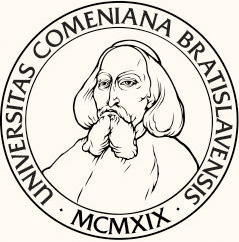 UNIVERSITAS COMENIANA BRATISLAVENSIS
· MCMXIX ·